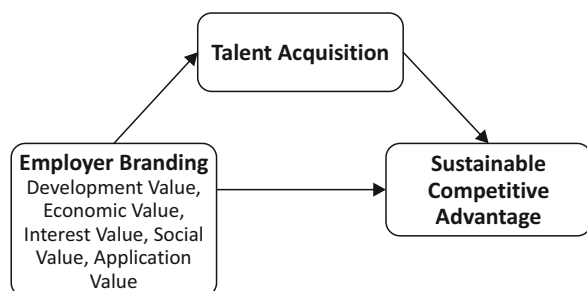 Talent Acquisition
Employer Branding
Development Value,
Economic Value,
Interest Value, Social
Value, Application
Value
Sustainable
Competitive
Advantage